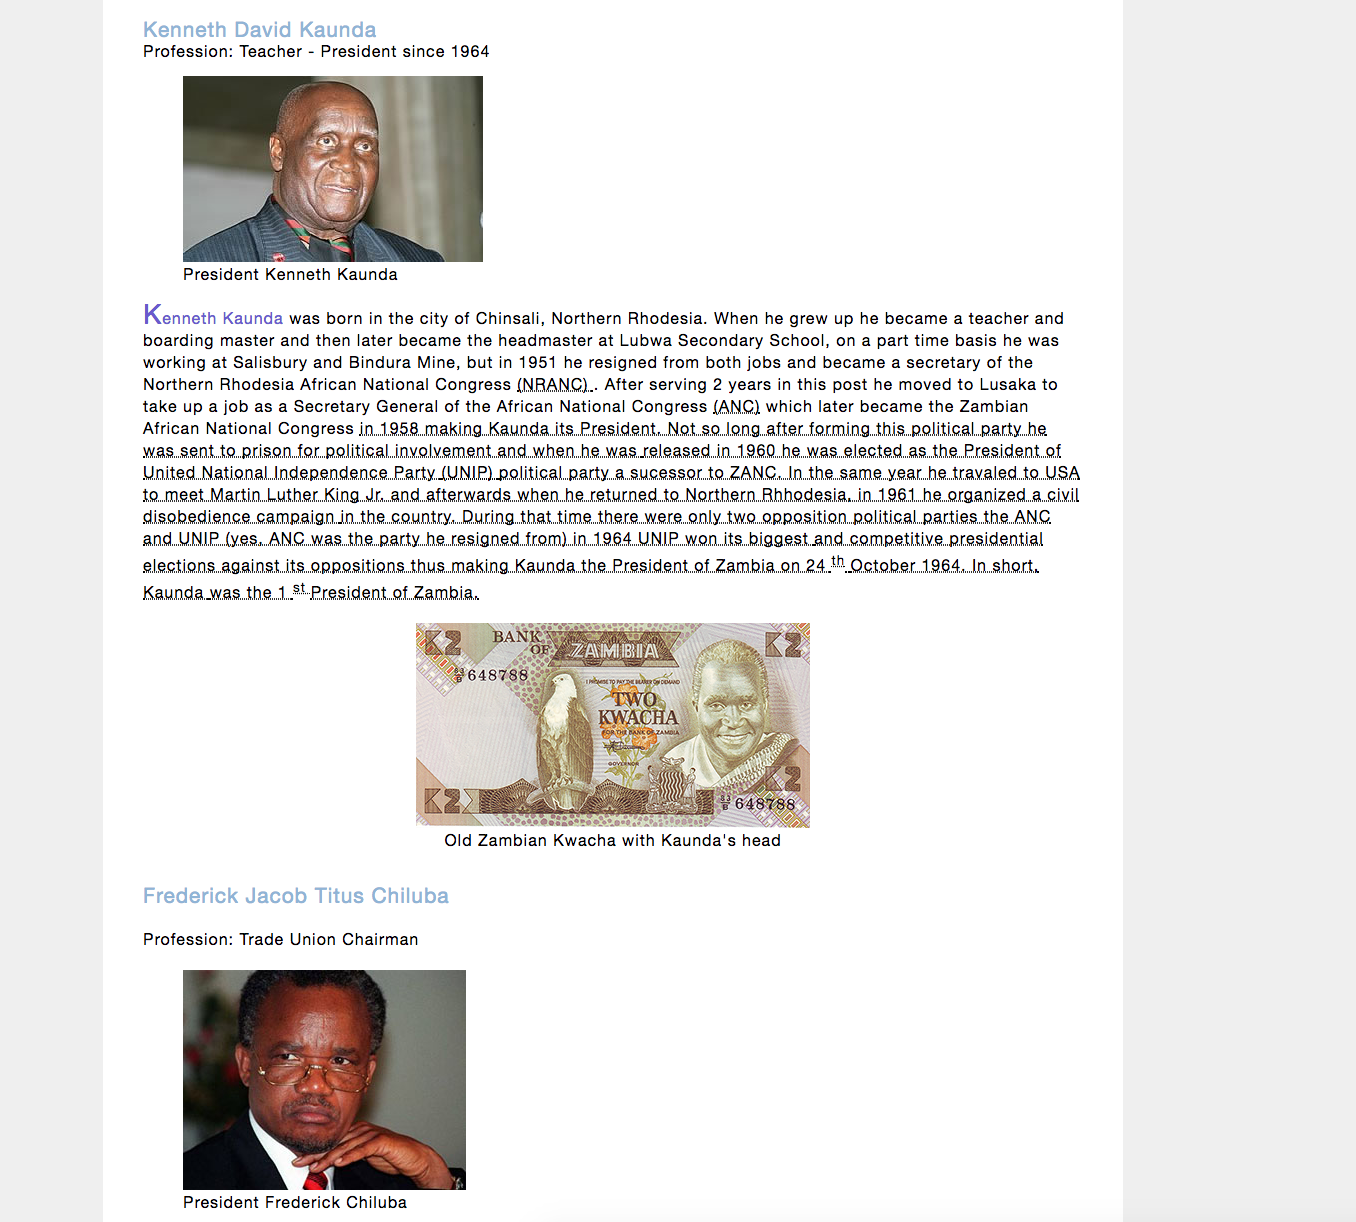 Kenneth David Kaunda
Profession: Teacher - President since 1964
President Kenneth Kaunda
Kenneth Kaunda was born in the city of Chinsali, Northern Rhodesia. When he grew up he became a teacher and
boarding master and then later became the headmaster at Lubwa Secondary School, on a part time basis he was
working at Salisbury and Bindura Mine, but in 1951 he resigned from both jobs and became a secretary of the
Northern Rhodesia African National Congress (NRANC) . After serving 2 years in this post he moved to Lusaka to
take up a job as a Secretary General of the African National Congress (ANC) which later became the Zambian
African National Congress in 1958 making Kaunda its President. Not so long after forming this political party he
was sent to prison for political involvement and when he was released in 1960 he was elected as the President of
United National Independence Party (UNIP) political party a sucessor to ZANC. In the same year he travaled to USA
to meet Martin Luther King Jr. and afterwards when he returned to Northern Rhhodesia, in 1961 he organized a civil
disobedience campaign in the country. During that time there were only two opposition political parties the ANC
and UNIP (yes, ANC was the party he resigned from) in 1964 UNIP won its biggest and competitive presidential
elections against its oppositions thus making Kaunda the President of Zambia on 24 th October 1964. In short,
Kaunda was the 1 st President of Zambia.
K2 BANK OF ZAMBIA K2
648788
I PROMISE TO PAY THE BEARER ON DEMAND
TWO
KWACHA
FOR THE BANK OF ZAMBIA
GOVERNOR
K2
K2 648788
Old Zambian Kwacha with Kaunda's head
Frederick Jacob Titus Chiluba
Profession: Trade Union Chairman
President Frederick Chiluba